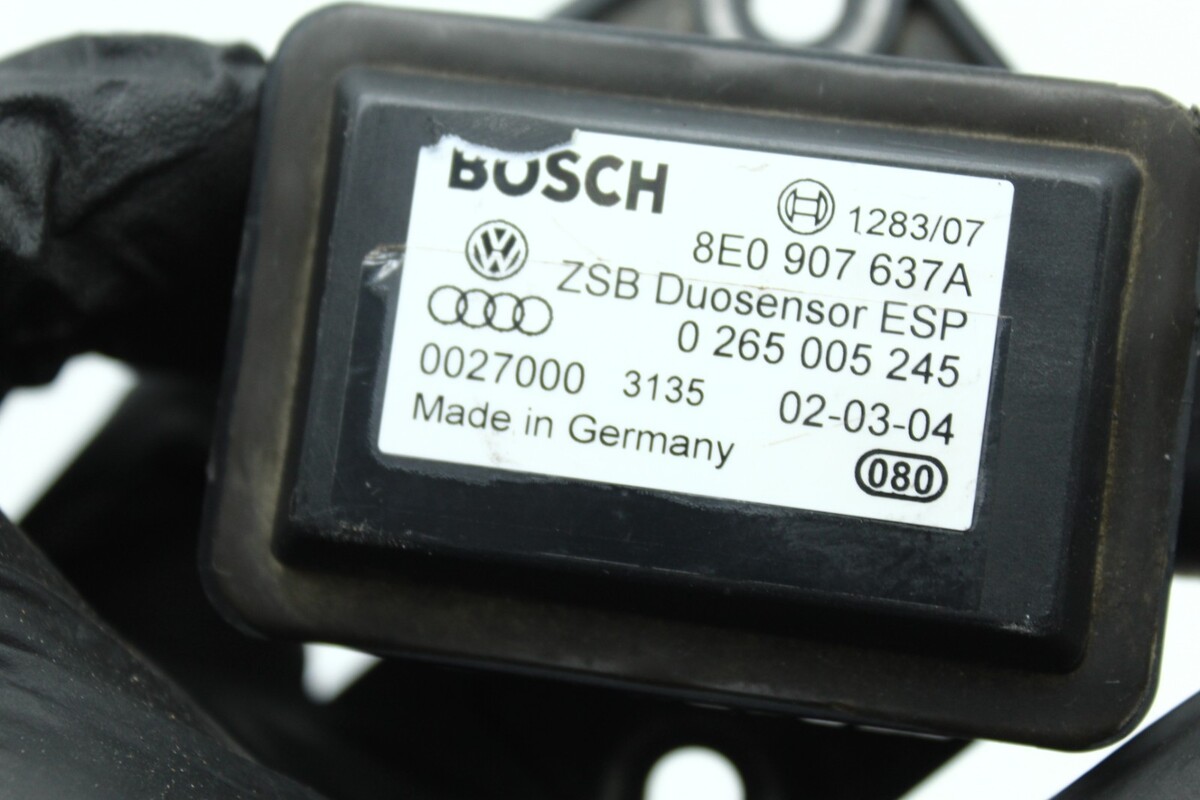 BOSCH
1283/07
8E0 907 637A
ZSB Duosensor ESP
0 265 005 245
0027000 3135 02-03-04
Made in Germany
080